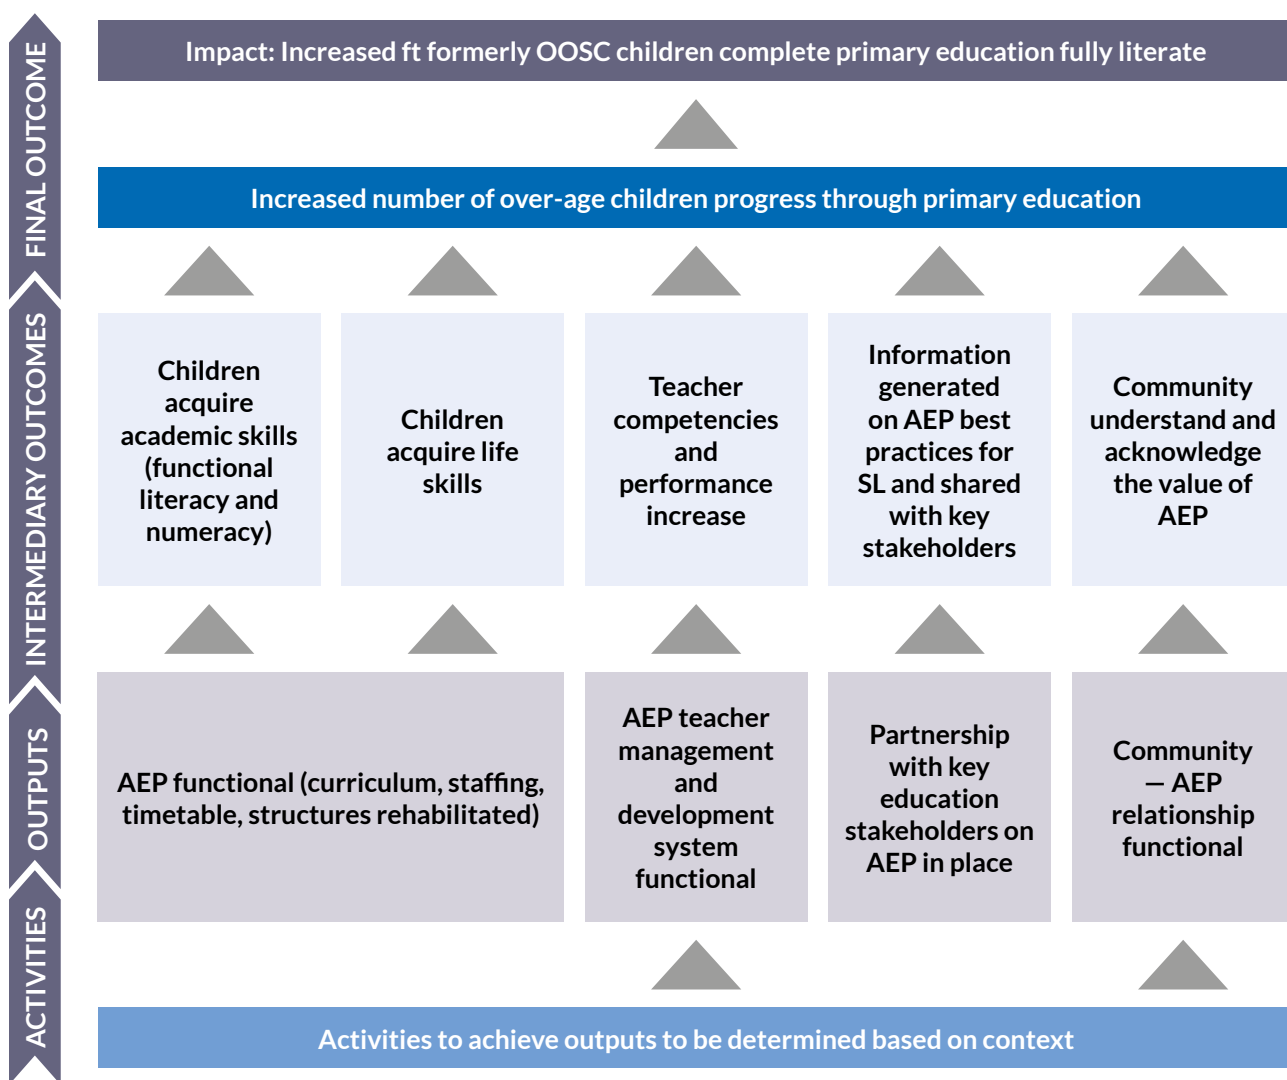 Impact: Increased ft formerly OOSC children complete primary education fully literate
Increased number of over-age children progress through primary education
Children
acquire
academic skills
(functional
literacy and
numeracy)
Children
acquire life
skills
Teacher
competencies
and
performance
increase
Information
generated
on AEP best
practices for
SL and shared
with key
stakeholders
Community
understand and
acknowledge
the value of
AEP
AEP functional (curriculum, staffing,
timetable, structures rehabilitated)
AEP teacher
management
and
development
system
functional
Partnership
with key
education
stakeholders on
AEP in place
Community
— AEP
relationship
functional
Activities to achieve outputs to be determined based on context
FINAL OUTCOME
INTERMEDIARY OUTCOMES
OUTPUTS
ACTIVITIES